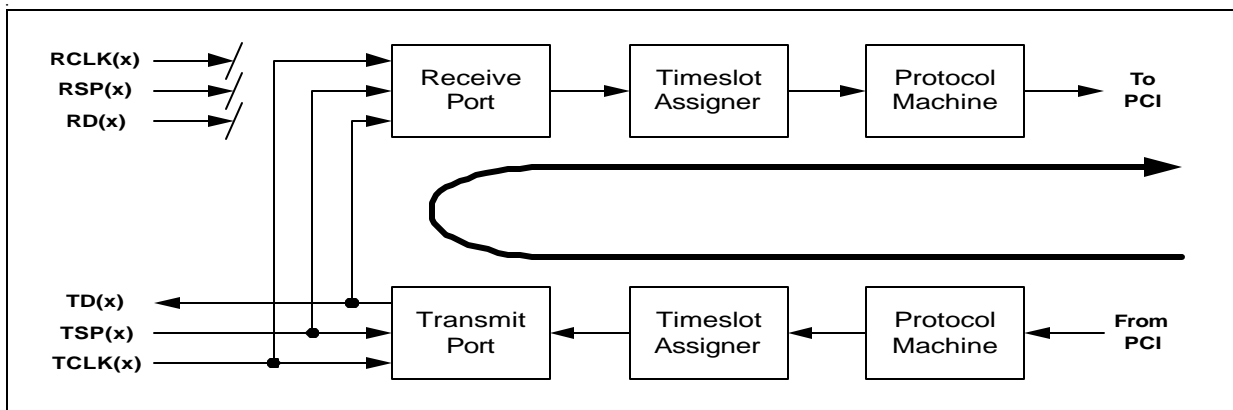 RCLK(x)
RSP(x)
RD(x)
Receive
Port
Timeslot
Assigner
Protocol
Machine
To
PCI
TD(x)
TSP(x)
TCLK(x)
Transmit
Port
Timeslot
Assigner
Protocol
Machine
From
PCI